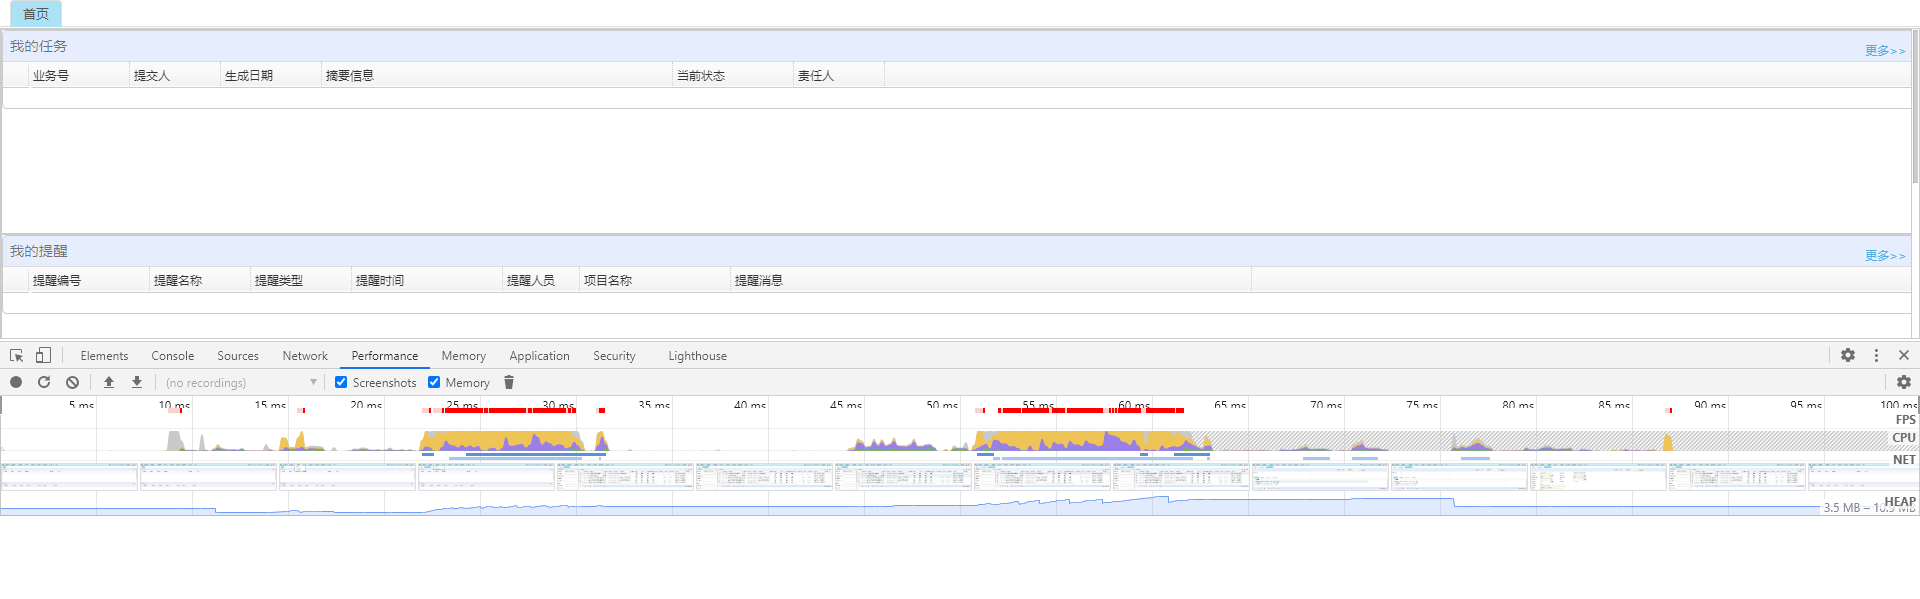 首页
我的任务
更多>>
业务号 提交人 生成日期 摘要信息 当前状态 责任人
我的提醒
更多>>
提醒编号 提醒名称 提醒类型 提醒时间 提醒人员 项目名称 提醒消息
Elements Console Sources Network Performance Memory Application Security Lighthouse
(no recordings) Screenshots Memory
5 ms 10 ms 15 ms 20 ms 25 ms 30 ms 35 ms 40 ms 45 ms 50 ms 55 ms 60 ms 65 ms 70 ms 75 ms 80 ms 85 ms 90 ms 95 ms 100 ms
FPS
CPU
NET
HEAP
3.5 MB –